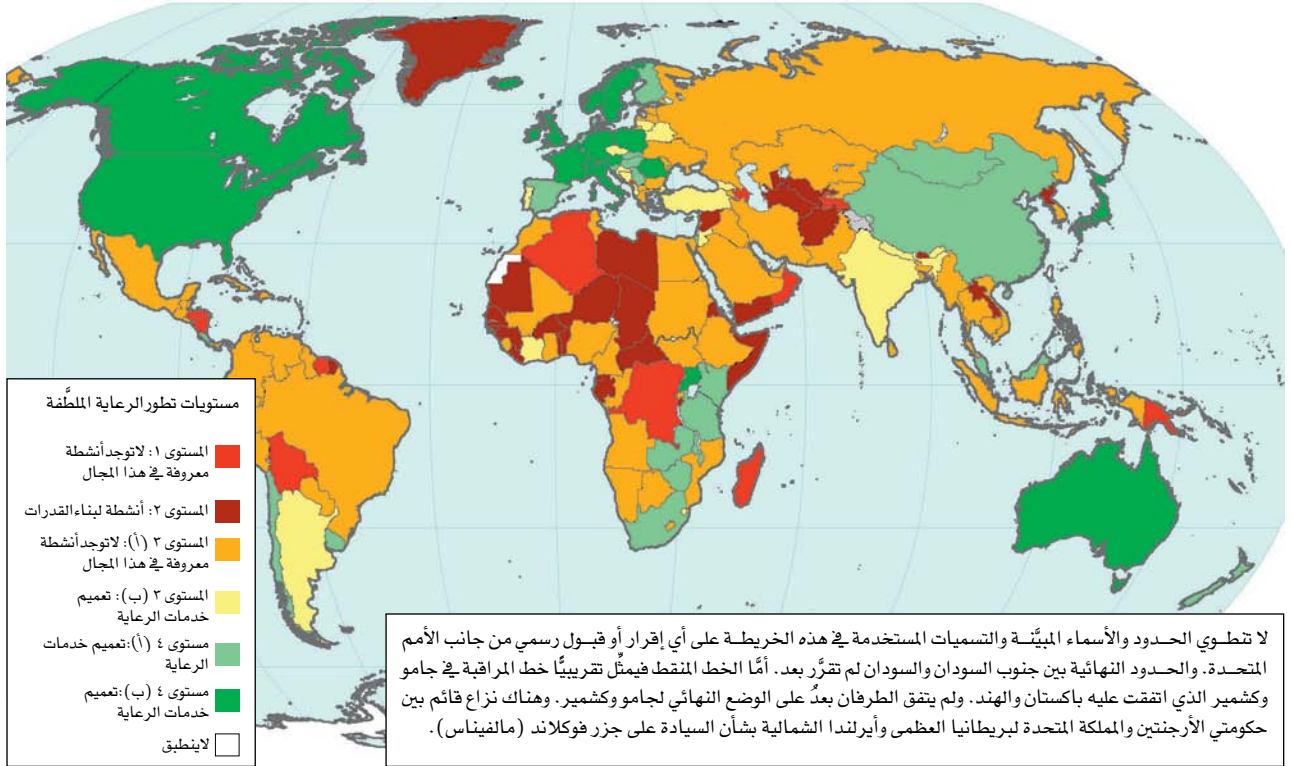 مستويات تطور الرعاية الملطَّفة
المستوى ١: لاتوجد أنشطة
معروفة في هذا المجال
المستوى ٢: أنشطة لبناء القدرات
المستوى ٣ (أ): لاتوجد أنشطة
معروفة في هذا المجال
المستوى ٣ (ب): تعميم
خدمات الرعاية
مستوى ٤ (أ): تعميم خدمات
الرعاية
مستوى ٤ (ب): تعميم
خدمات الرعاية
لاينطبق
لا تنطوي الحدود والأسماء المبيَّنة والتسميات المستخدمة في هذه الخريطة على أي إقرار أو قبول رسمي من جانب الأمم
المتحدة. والحدود النهائية بين جنوب السودان والسودان لم تقرَّر بعد. أمَّا الخط المنقط فيمثِّل تقريبيًّا خط المراقبة في جامو
وكشمير الذي اتفقت عليه باكستان والهند. ولم يتفق الطرفان بعدُ على الوضع النهائي لجامو وكشمير. وهناك نزاع قائم بين
حكومتي الأرجنتين والمملكة المتحدة لبريطانيا العظمى وأيرلندا الشمالية بشأن السيادة على جزر فوكلاند (مالفيناس).